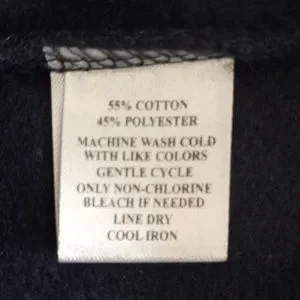 55% COTTON
45% POLYESTER
MACHINE WASH COLD
WITH LIKE COLORS
GENTLE CYCLE
ONLY NON-CHLORINE
BLEACH IF NEEDED
LINE DRY
COOL IRON